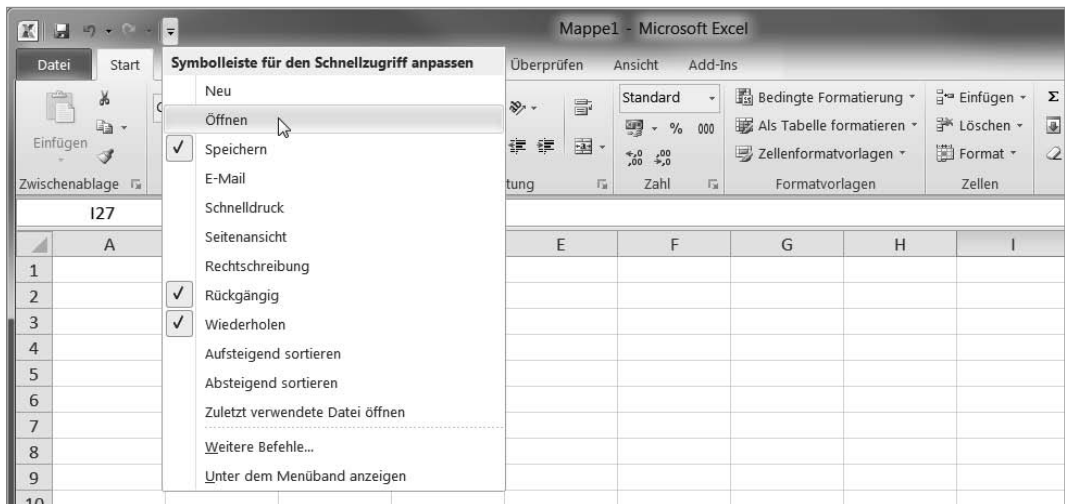 Mappe1 - Microsoft Excel
Datei Start Überprüfen Ansicht Add-Ins
Symbolleiste für den Schnellzugriff anpassen
Neu
Öffnen
Speichern
E-Mail
Schnelldruck
Seitenansicht
Rechtschreibung
Rückgängig
Wiederholen
Aufsteigend sortieren
Absteigend sortieren
Zuletzt verwendete Datei öffnen
Weitere Befehle...
Unter dem Menüband anzeigen
Einfügen
Zwischenablage
tung
Standard
% 000
Zahl
Bedingte Formatierung
Als Tabelle formatieren
Zellenformatvorlagen
Formatvorlagen
Einfügen
Löschen
Format
Zellen
Σ
I27
A E F G H I
1
2
3
4
5
6
7
8
9
10